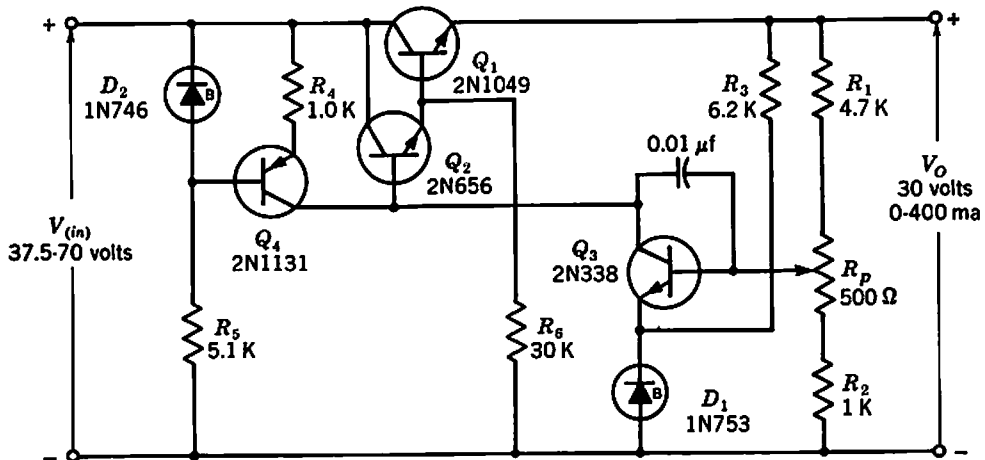 +
+
D2
1N746
B
R4
1.0 K
Q1
2N1049
R3
6.2 K
R1
4.7 K
Q2
2N656
0.01 μf
V(in)
37.5-70 volts
Q4
2N1131
Q3
2N338
VO
30 volts
0-400 ma
Rp
500 Ω
R5
5.1 K
R6
30 K
B
D1
1N753
R2
1 K
−
−